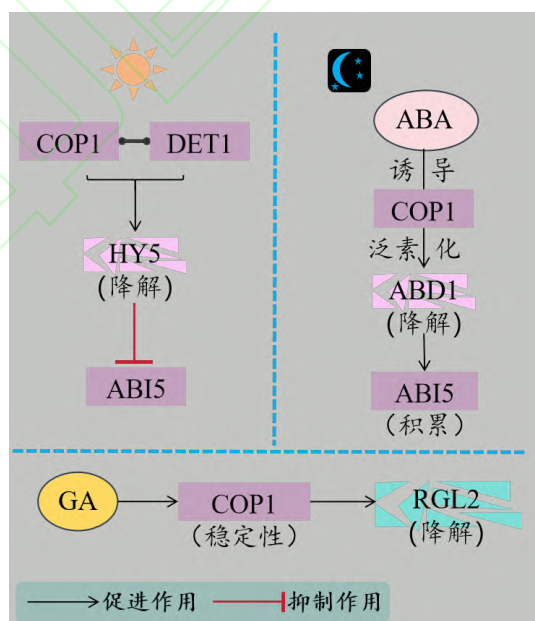 COP1
DET1
HY5
(降解)
ABI5
ABA
诱导
COP1
泛素化
ABD1
(降解)
ABI5
(积累)
GA
COP1
(稳定性)
RGL2
(降解)
促进作用
抑制作用